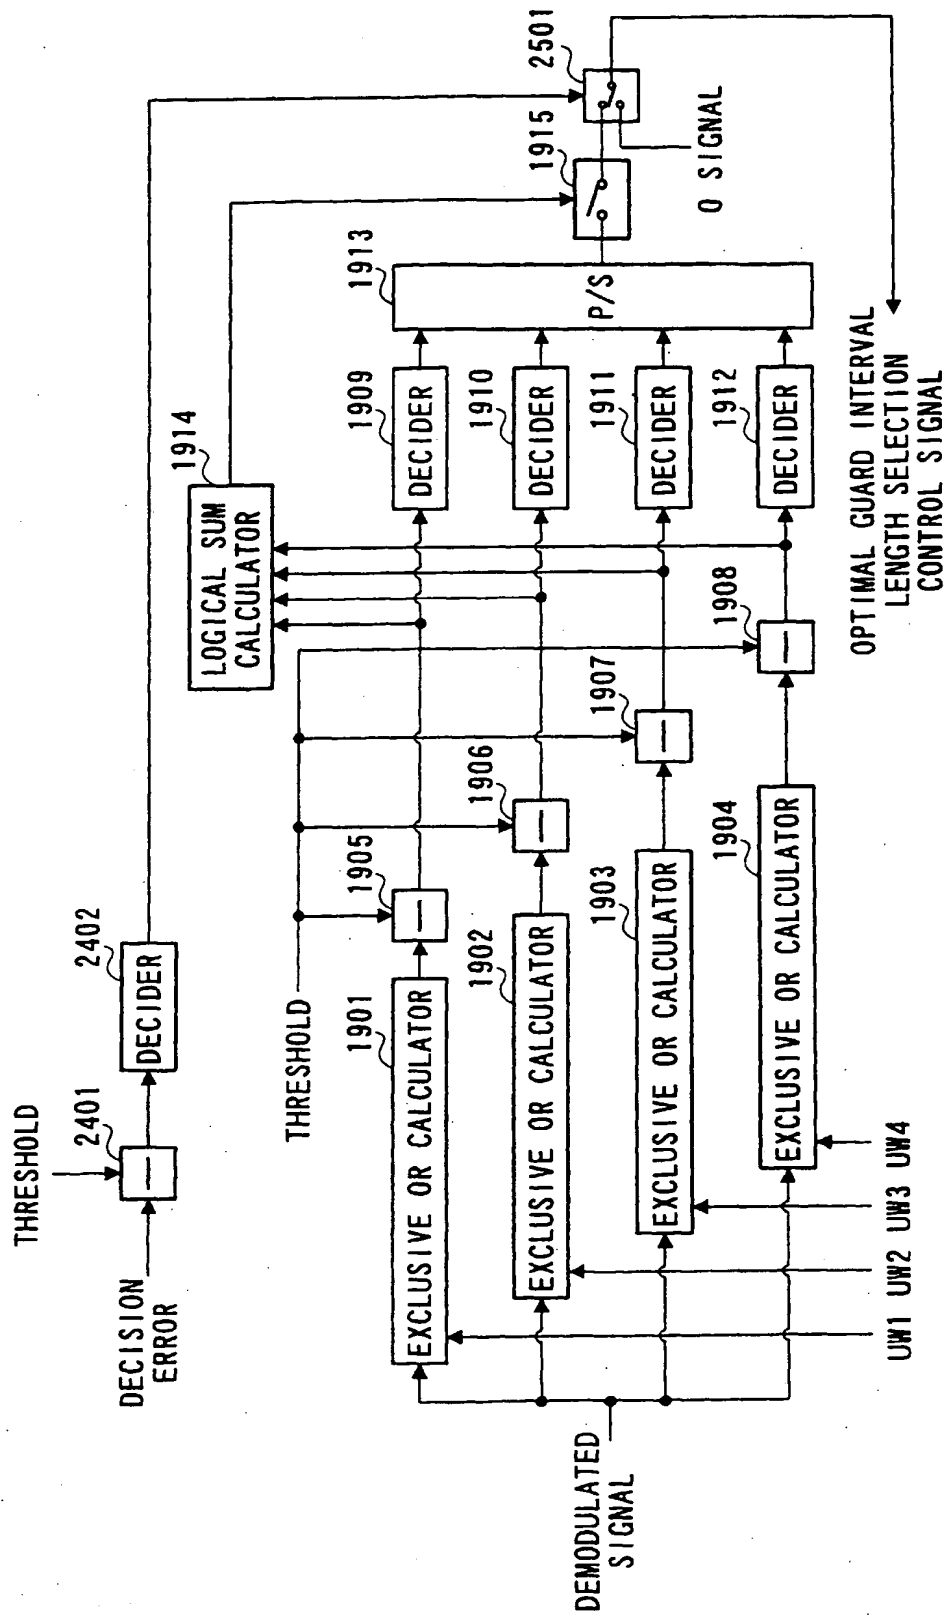 THRESHOLD
2401
2402
DECISION
ERROR
DECIDER
THRESHOLD
1914
LOGICAL SUM
CALCULATOR
1901
EXCLUSIVE OR CALCULATOR
1905
1909
DECIDER
1902
EXCLUSIVE OR CALCULATOR
1906
1910
DECIDER
1903
EXCLUSIVE OR CALCULATOR
1907
1911
DECIDER
1904
EXCLUSIVE OR CALCULATOR
1908
1912
DECIDER
1913
P/S
1915
2501
0 SIGNAL
DEMODULATED
SIGNAL
UW1 UW2 UW3 UW4
OPTIMAL GUARD INTERVAL
LENGTH SELECTION
CONTROL SIGNAL